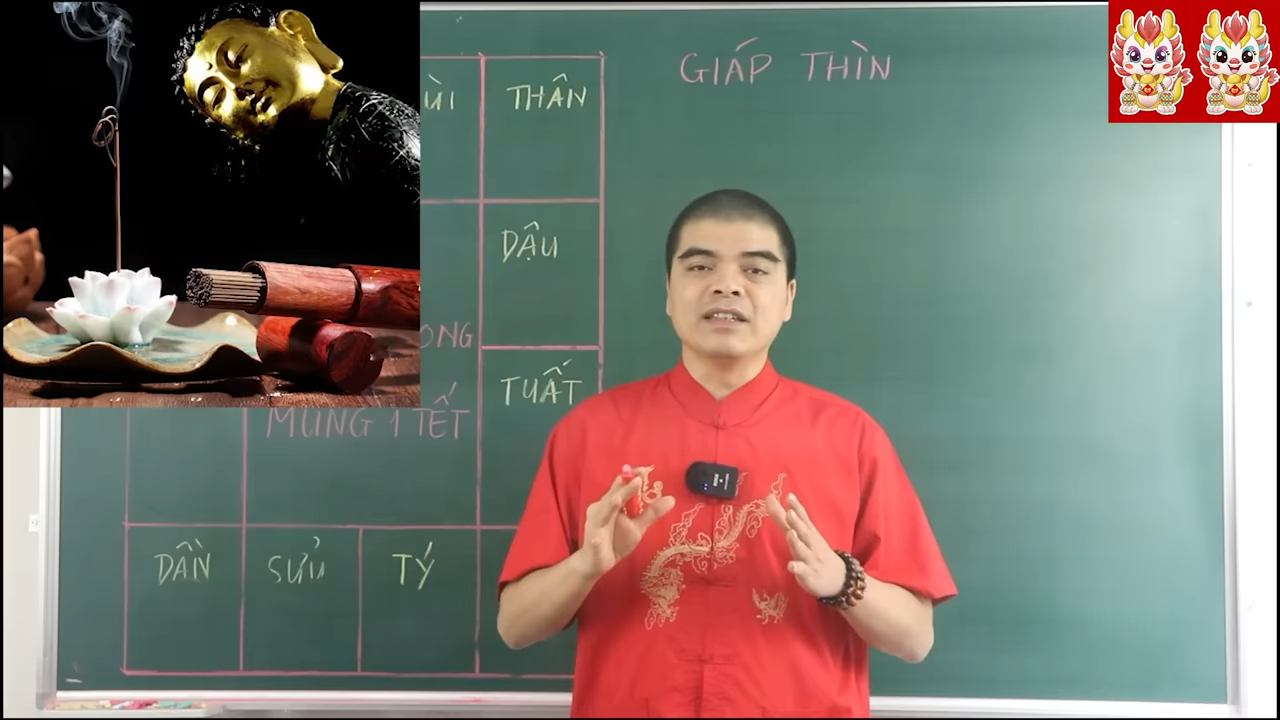 GIÁP THÌN
THÂN
DẬU
TUẤT
MÙNG 1 TẾT
DẦN
SỬU
TÝ